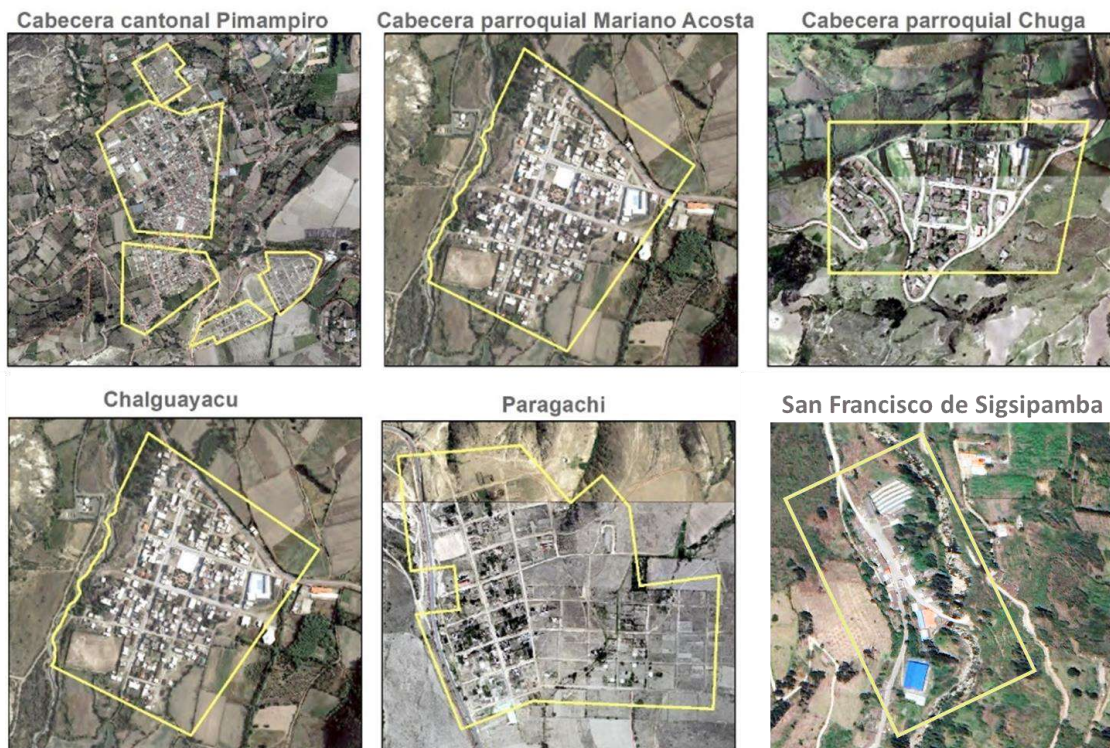 Cabecera cantonal Pimampiro
Cabecera parroquial Mariano Acosta
Cabecera parroquial Chuga
Chalguayacu
Paragachi
San Francisco de Sigsipamba